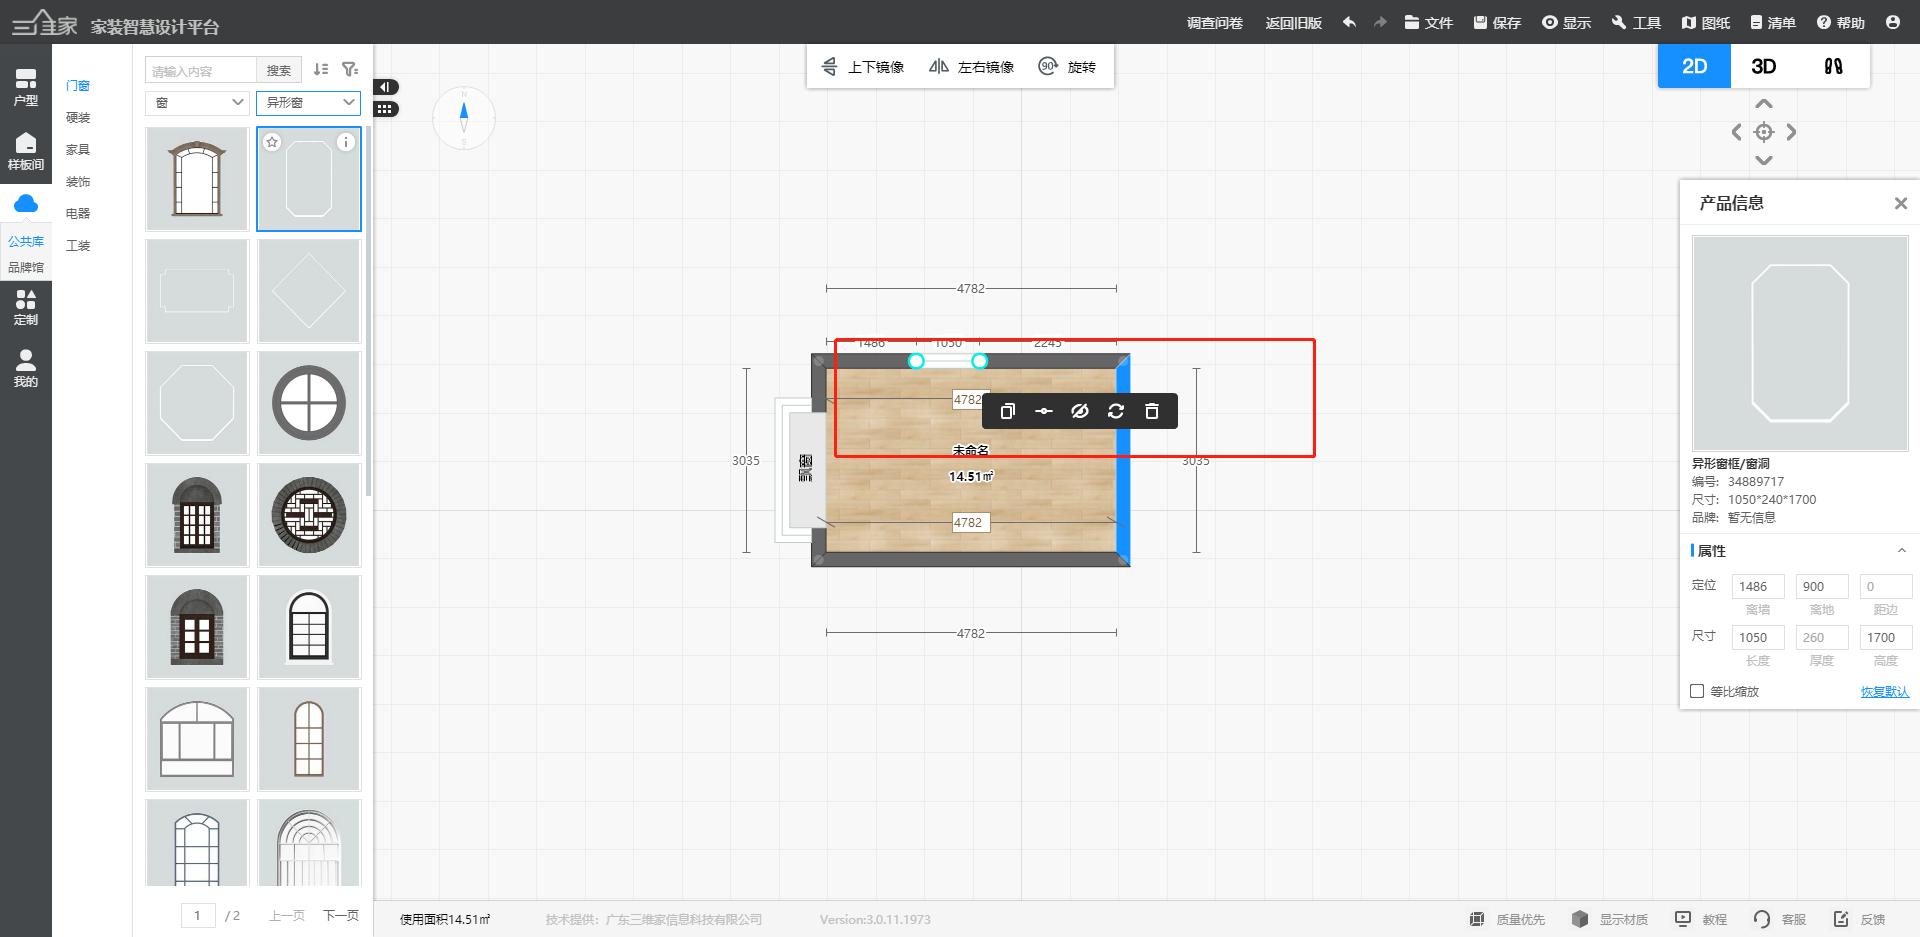 三维家 家装智慧设计平台
调查问卷 返回旧版 文件 保存 显示 工具 图纸 清单 帮助
户型
样板间
公共库
品牌馆
定制
我的
门窗
硬装
家具
装饰
电器
工装
请输入内容 搜索
窗 异形窗
1 / 2 上一页 下一页
上下镜像 左右镜像 90° 旋转
N
S
2D 3D
4782
1486 1050 2245
4782
3035
飘窗
未命名
14.51㎡
3035
4782
4782
产品信息
异形窗框/窗洞
编号: 34889717
尺寸: 1050*240*1700
品牌: 暂无信息
属性
定位 1486 900 0
离墙 离地 距边
尺寸 1050 260 1700
长度 厚度 高度
等比缩放 恢复默认
使用面积14.51㎡ 技术提供：广东三维家信息科技有限公司 Version:3.0.11.1973
质量优先 显示材质 教程 客服 反馈